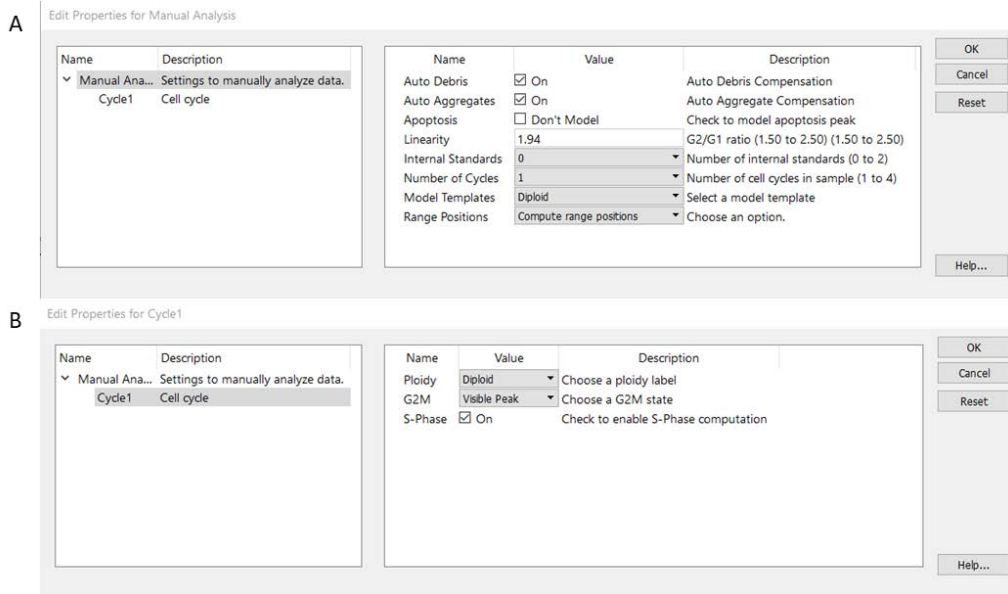 A
Edit Properties for Manual Analysis
Name Description
Manual Ana... Settings to manually analyze data.
Cycle1 Cell cycle
Name Value Description
Auto Debris On Auto Debris Compensation
Auto Aggregates On Auto Aggregate Compensation
Apoptosis Don't Model Check to model apoptosis peak
Linearity 1.94 G2/G1 ratio (1.50 to 2.50) (1.50 to 2.50)
Internal Standards 0 Number of internal standards (0 to 2)
Number of Cycles 1 Number of cell cycles in sample (1 to 4)
Model Templates Diploid Select a model template
Range Positions Compute range positions Choose an option.
OK
Cancel
Reset
Help...
B
Edit Properties for Cycle1
Name Description
Manual Ana... Settings to manually analyze data.
Cycle1 Cell cycle
Name Value Description
Ploidy Diploid Choose a ploidy label
G2M Visible Peak Choose a G2M state
S-Phase On Check to enable S-Phase computation
OK
Cancel
Reset
Help...